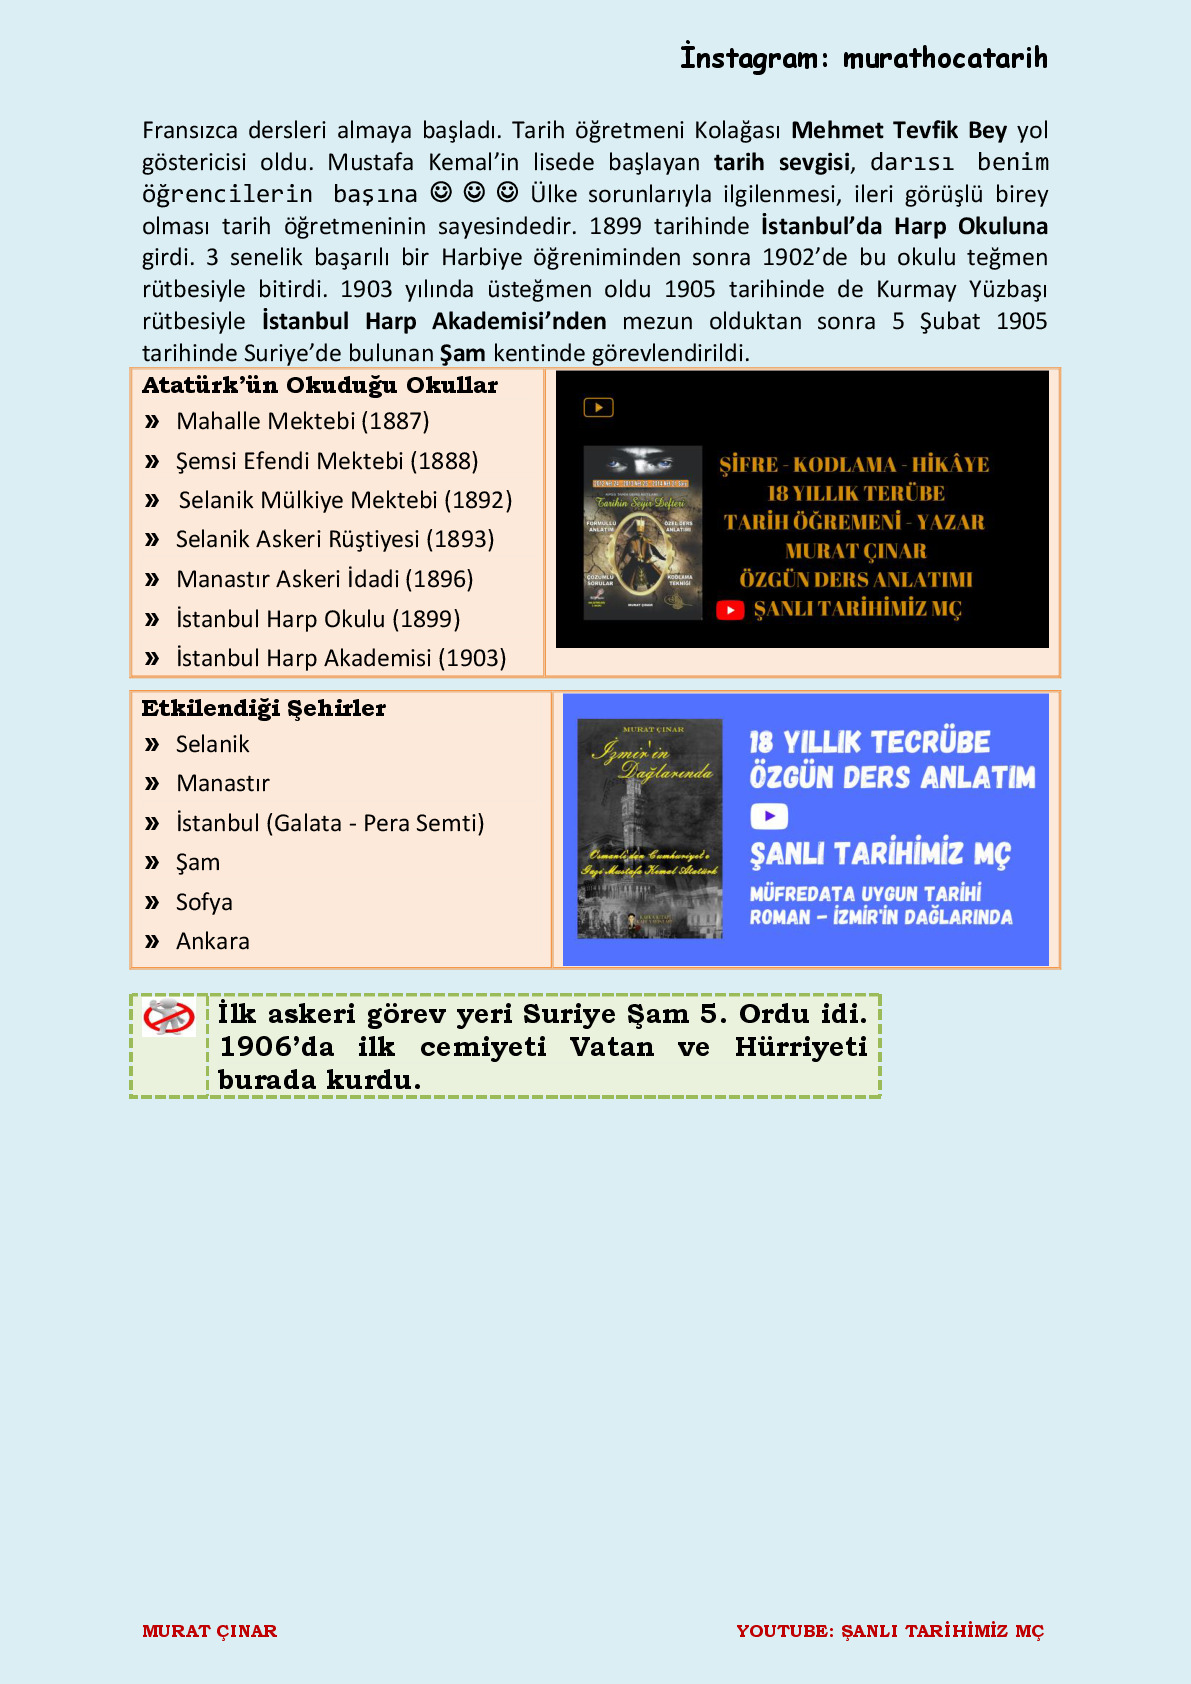 İnstagram: murathocatarih
Fransızca dersleri almaya başladı. Tarih öğretmeni Kolağası Mehmet Tevfik Bey yol
göstericisi oldu. Mustafa Kemal’in lisede başlayan tarih sevgisi, darısı benim
öğrencilerin başına ☺ ☺ ☺ Ülke sorunlarıyla ilgilenmesi, ileri görüşlü birey
olması tarih öğretmeninin sayesindedir. 1899 tarihinde İstanbul’da Harp Okuluna
girdi. 3 senelik başarılı bir Harbiye öğreniminden sonra 1902’de bu okulu teğmen
rütbesiyle bitirdi. 1903 yılında üsteğmen oldu 1905 tarihinde de Kurmay Yüzbaşı
rütbesiyle İstanbul Harp Akademisi’nden mezun olduktan sonra 5 Şubat 1905
tarihinde Suriye’de bulunan Şam kentinde görevlendirildi.
Atatürk’ün Okuduğu Okullar
» Mahalle Mektebi (1887)
» Şemsi Efendi Mektebi (1888)
» Selanik Mülkiye Mektebi (1892)
» Selanik Askeri Rüştiyesi (1893)
» Manastır Askeri İdadi (1896)
» İstanbul Harp Okulu (1899)
» İstanbul Harp Akademisi (1903)
Tarihin Seyir Defteri
FORMÜLLÜ ANLATIM
ÖZEL DERS ANLATIMI
ÇÖZÜMLÜ SORULAR
KODLAMA TEKNİĞİ
MURAT ÇINAR
ŞİFRE - KODLAMA - HİKÂYE
18 YILLIK TERÜBE
TARİH ÖĞREMENİ - YAZAR
MURAT ÇINAR
ÖZGÜN DERS ANLATIMI
ŞANLI TARİHİMİZ MÇ
Etkilendiği Şehirler
» Selanik
» Manastır
» İstanbul (Galata - Pera Semti)
» Şam
» Sofya
» Ankara
MURAT ÇINAR
İzmir'in
Dağlarında
Osmanlı'dan Cumhuriyet'e
Gazi Mustafa Kemal Atatürk
18 YILLIK TECRÜBE
ÖZGÜN DERS ANLATIM
ŞANLI TARİHİMİZ MÇ
MÜFREDATA UYGUN TARİHİ
ROMAN – İZMİR'İN DAĞLARINDA
İlk askeri görev yeri Suriye Şam 5. Ordu idi.
1906’da ilk cemiyeti Vatan ve Hürriyeti
burada kurdu.
MURAT ÇINAR
YOUTUBE: ŞANLI TARİHİMİZ MÇ